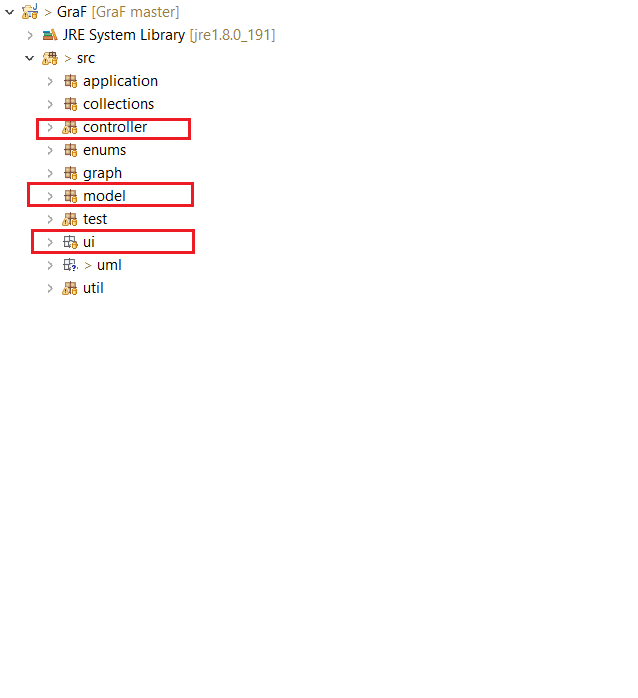 > GraF [GraF master]
JRE System Library [jre1.8.0_191]
> src
application
collections
controller
enums
graph
model
test
ui
> uml
util